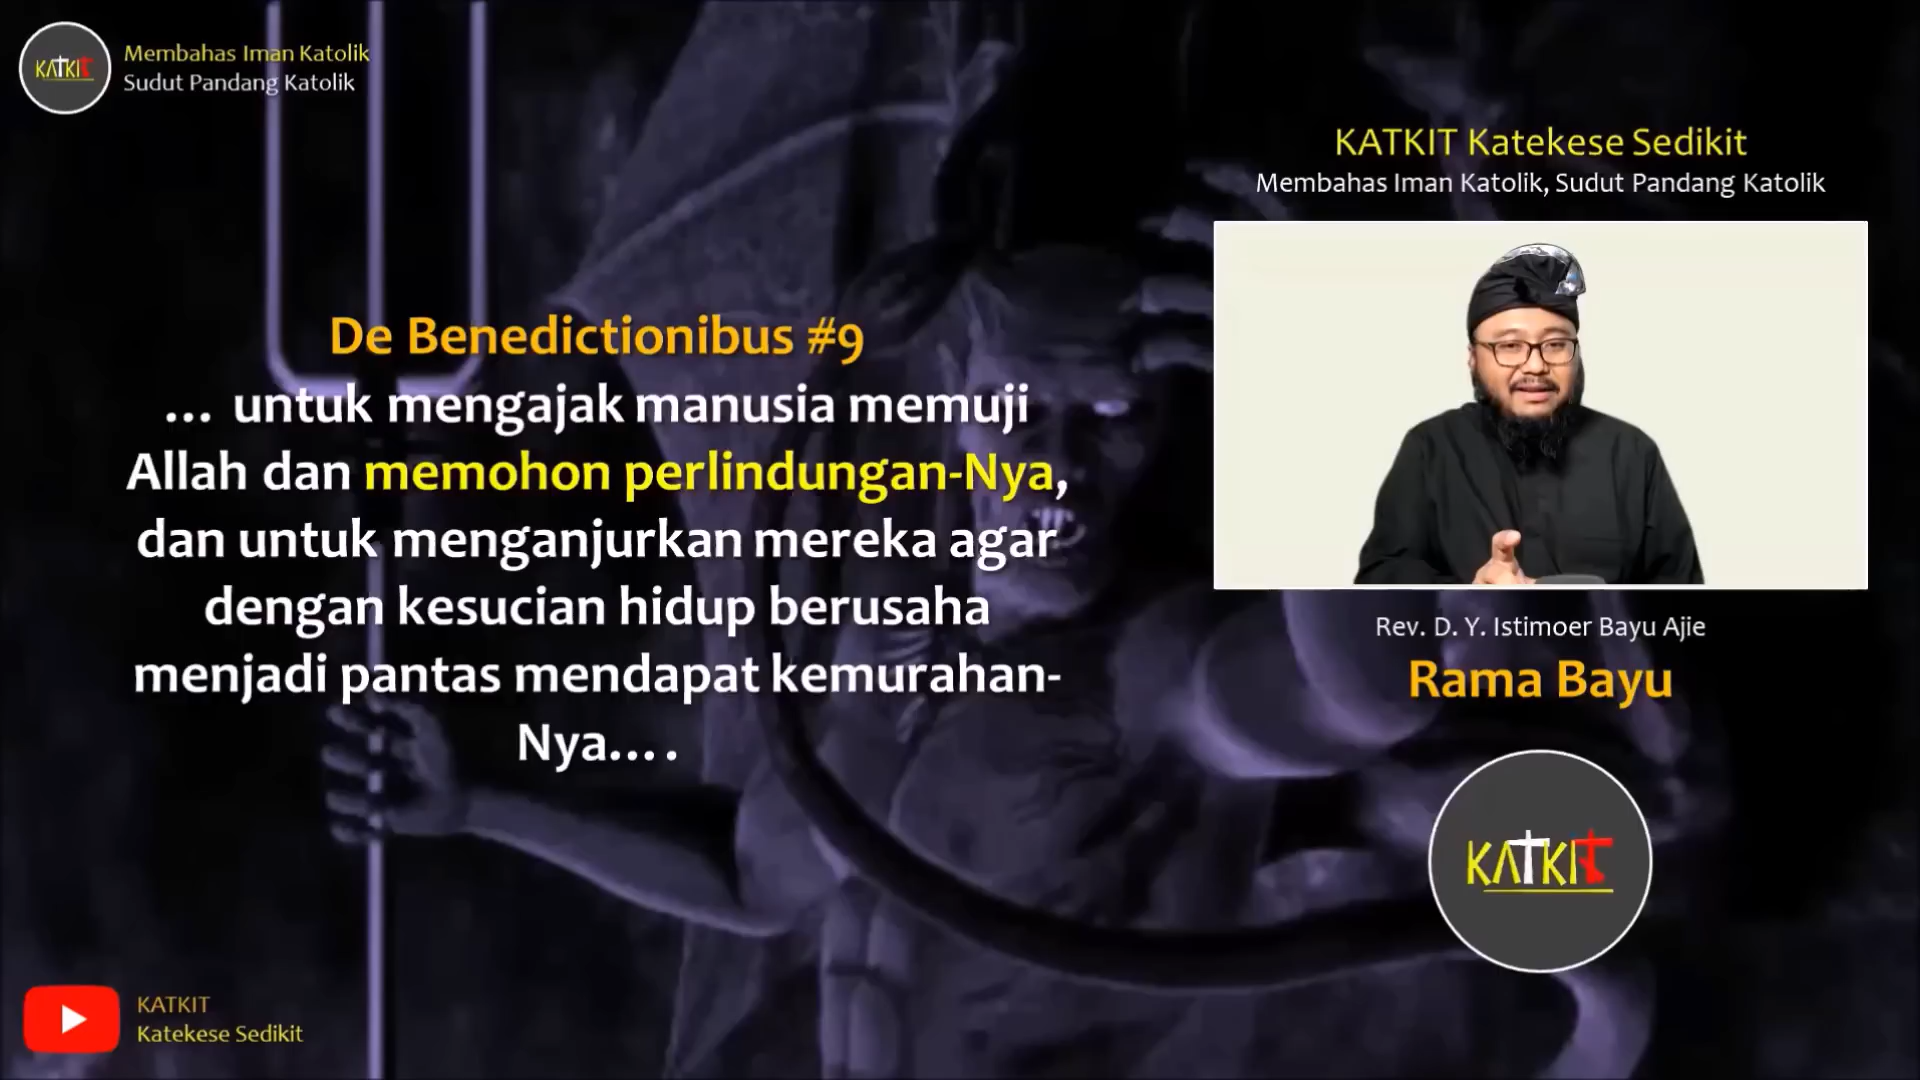 KATKIT
Membahas Iman Katolik
Sudut Pandang Katolik
KATKIT Katekese Sedikit
Membahas Iman Katolik, Sudut Pandang Katolik
De Benedictionibus #9
... untuk mengajak manusia memuji
Allah dan memohon perlindungan-Nya,
dan untuk menganjurkan mereka agar
dengan kesucian hidup berusaha
menjadi pantas mendapat kemurahan-
Nya....
Rev. D. Y. Istimoer Bayu Ajie
Rama Bayu
KATKIT
KATKIT
Katekese Sedikit